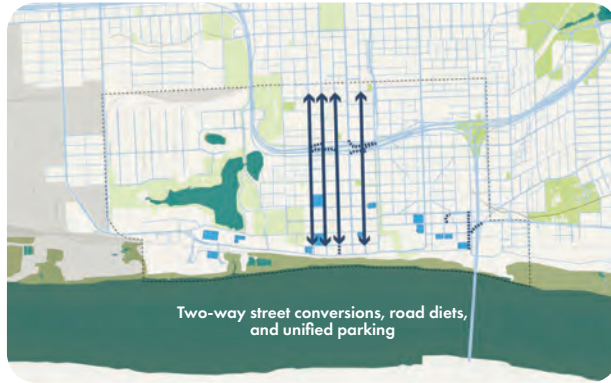 Two-way street conversions, road diets,
and unified parking